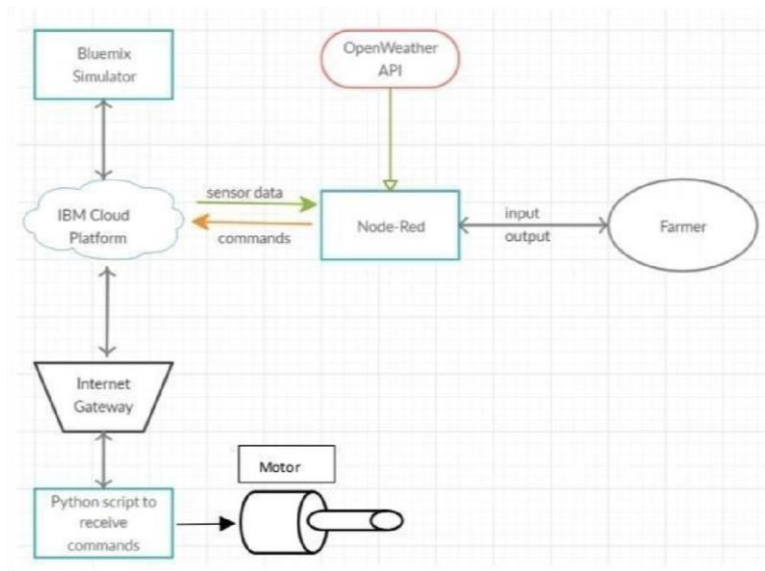 Bluemix
Simulator
OpenWeather
API
IBM Cloud
Platform
sensor data
commands
Node-Red
input
output
Farmer
Internet
Gateway
Motor
Python script to
receive
commands